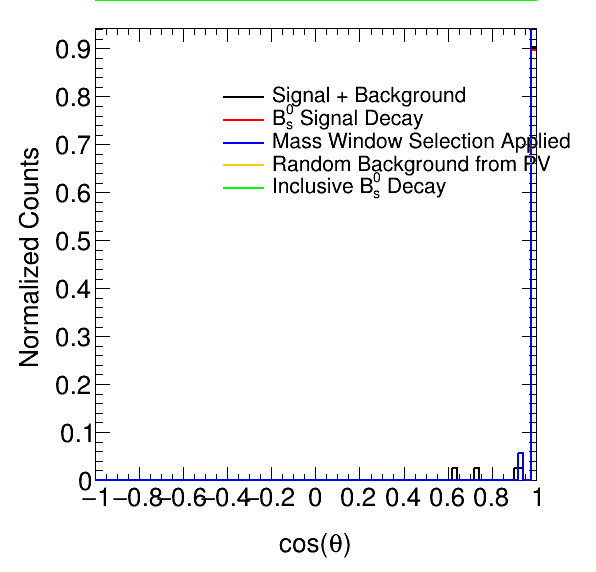 0.9
0.8
0.7
0.6
0.5
0.4
0.3
0.2
0.1
0
Normalized Counts
Signal + Background
B⁰ₛ Signal Decay
Mass Window Selection Applied
Random Background from PV
Inclusive B⁰ₛ Decay
−1 −0.8 −0.6 −0.4 −0.2 0 0.2 0.4 0.6 0.8 1
cos(θ)